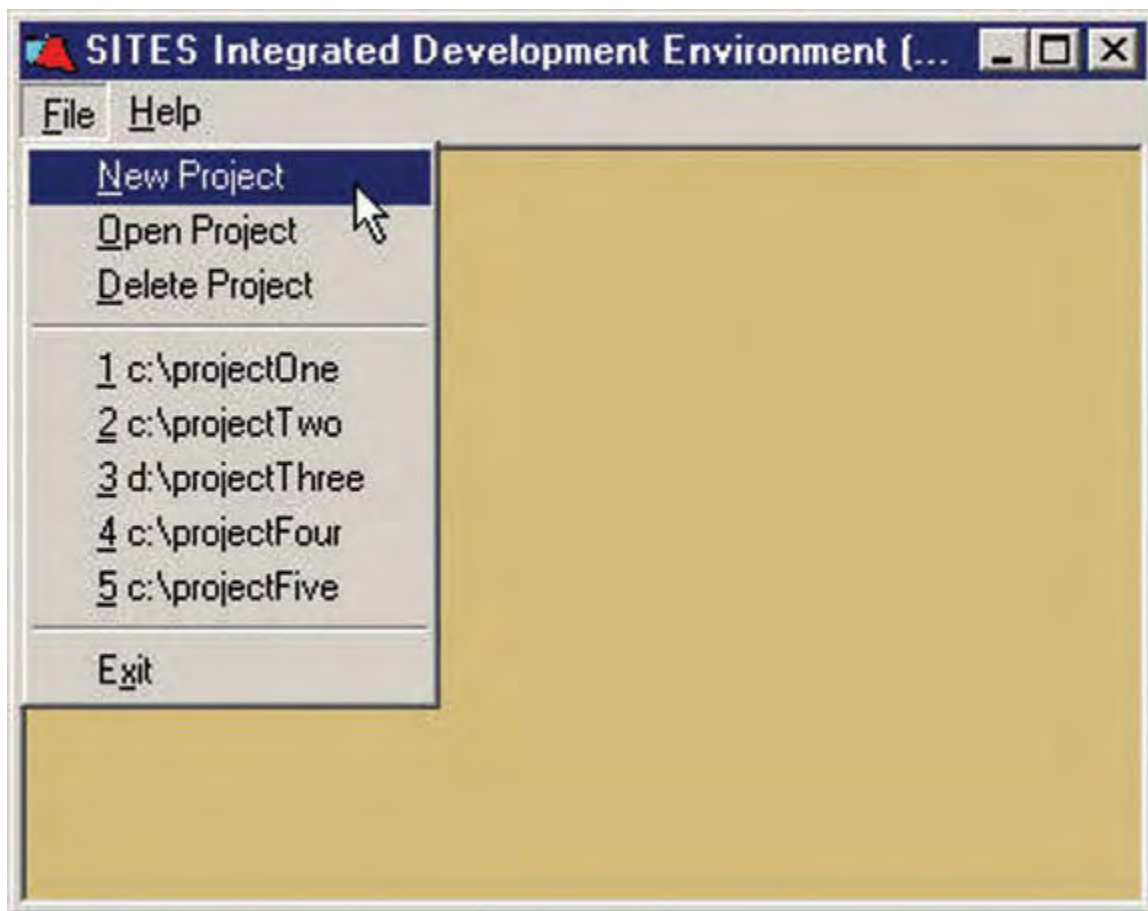 SITES Integrated Development Environment (...
File Help
New Project
Open Project
Delete Project
1 c:\projectOne
2 c:\projectTwo
3 d:\projectThree
4 c:\projectFour
5 c:\projectFive
Exit